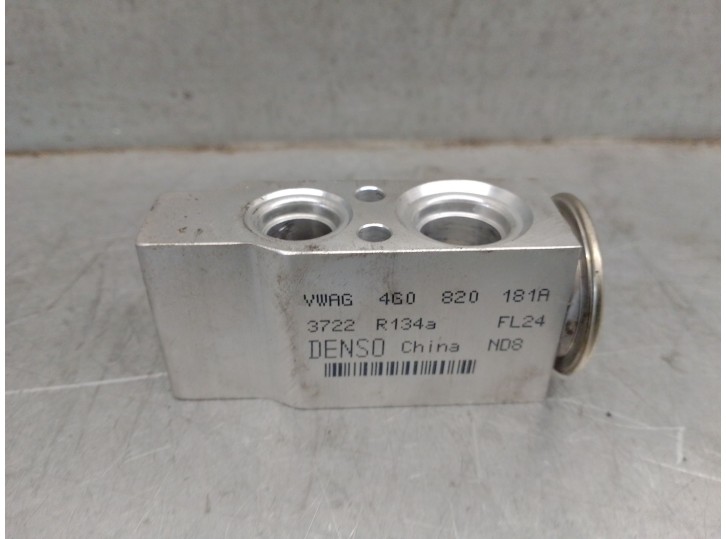 VWAG 4G0 820 181A
3722 R134a FL24
DENSO China ND8